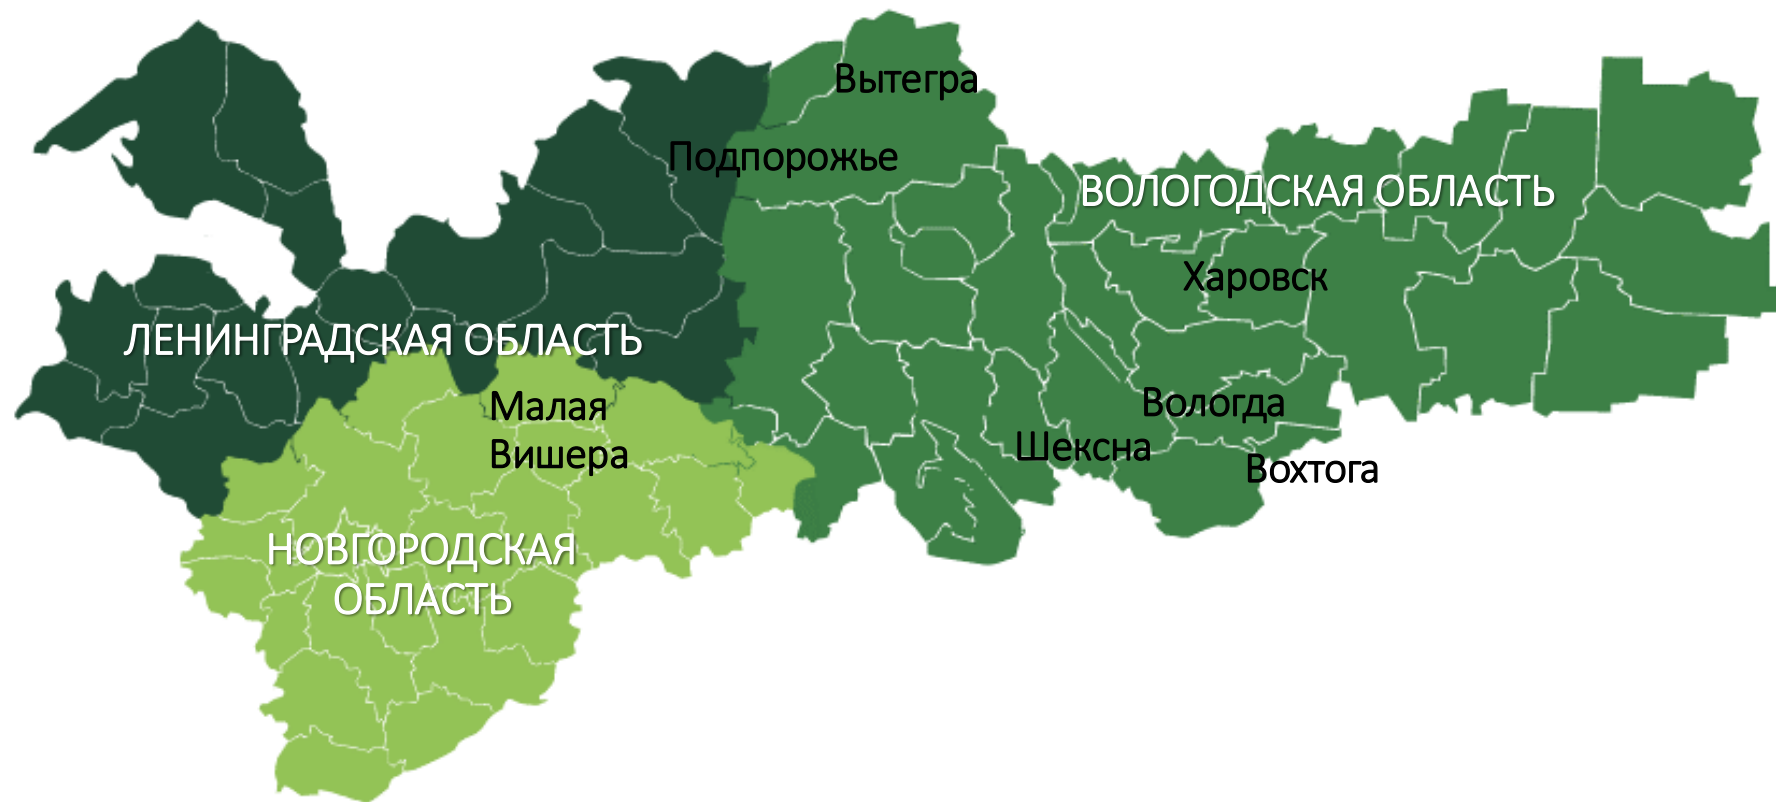 Вытегра
Подпорожье
ВОЛОГОДСКАЯ ОБЛАСТЬ
Харовск
ЛЕНИНГРАДСКАЯ ОБЛАСТЬ
Малая
Вишера
Вологда
Шексна
Вохтога
НОВГОРОДСКАЯ
ОБЛАСТЬ